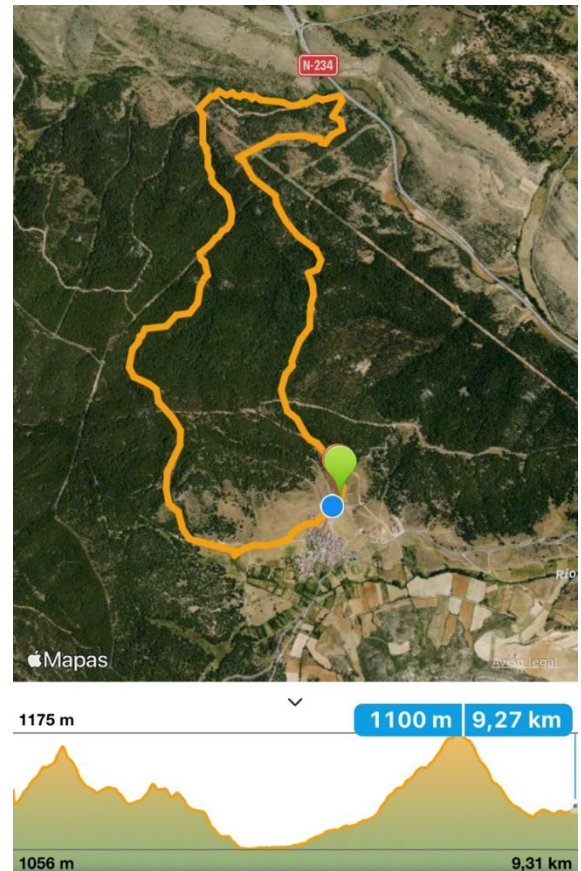 N-234
Río
Mapas
Aviso legal
1175 m
1100 m 9,27 km
1056 m
9,31 km